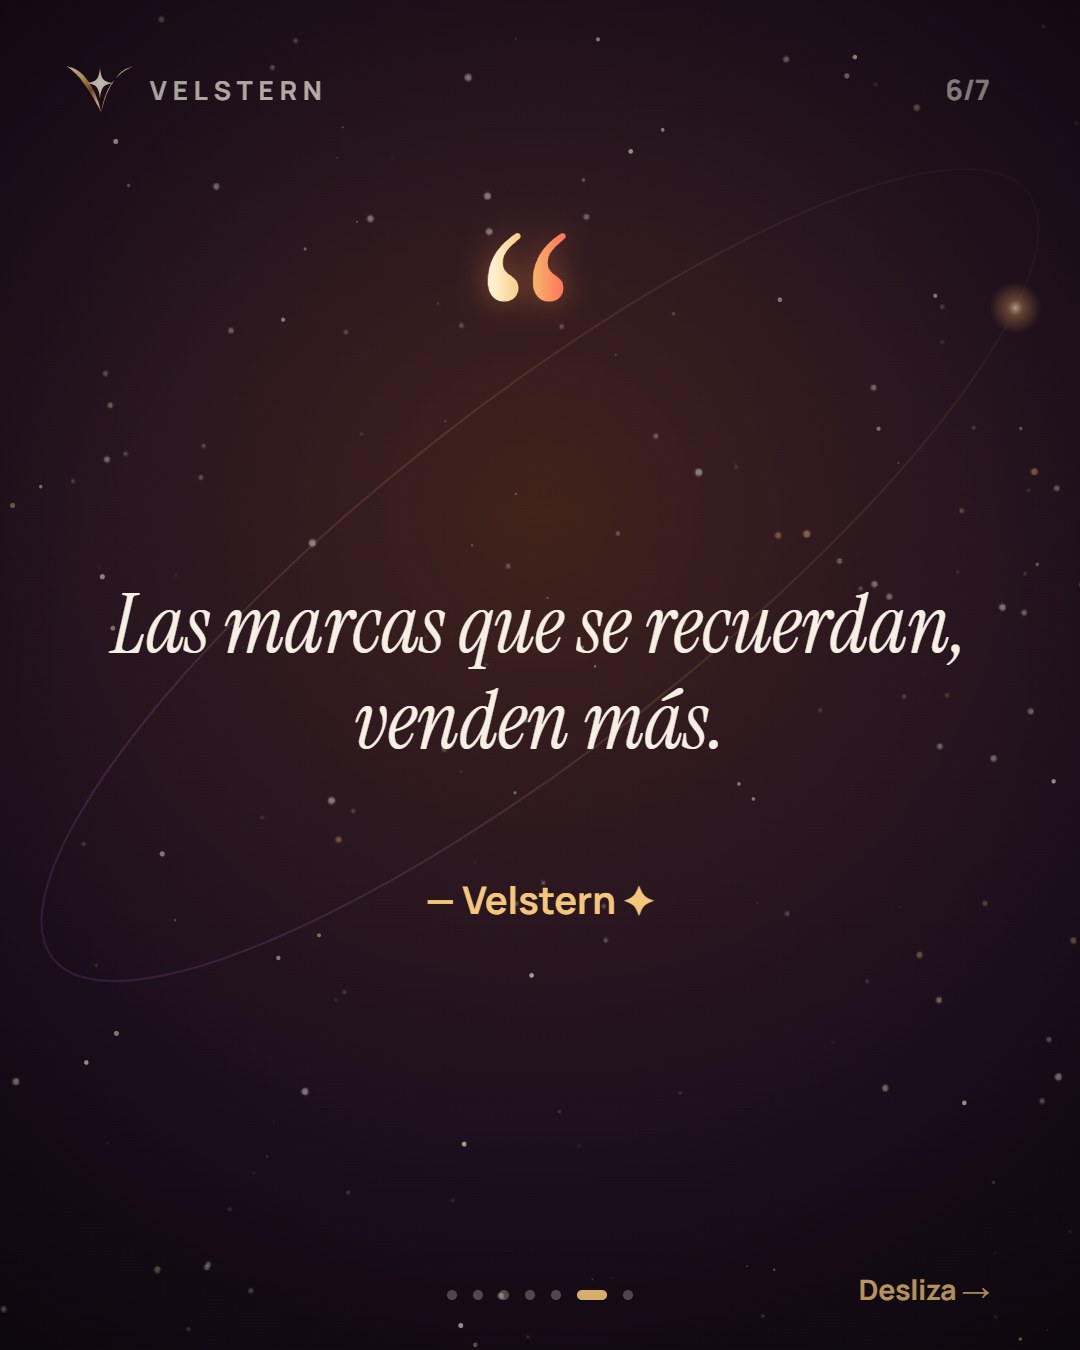 VELSTERN
6/7
“
Las marcas que se recuerdan,
venden más.
— Velstern ✦
Desliza →